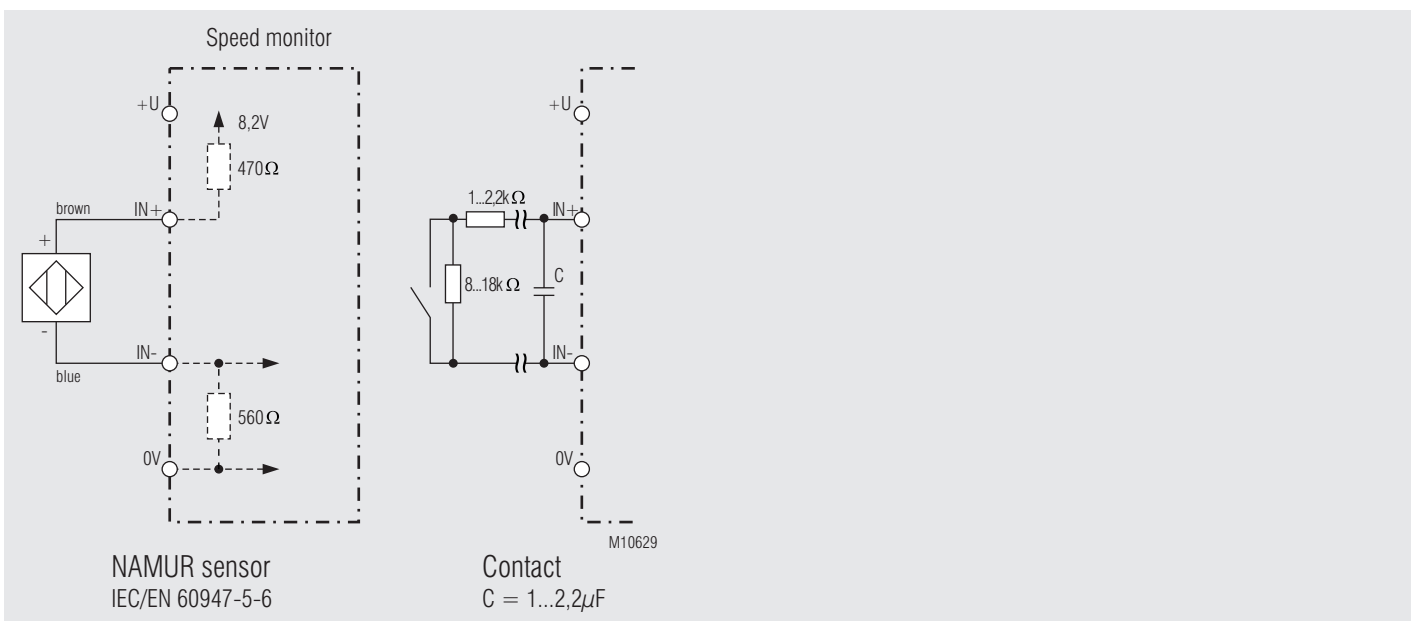 Speed monitor
+U
8,2V
470Ω
brown
IN+
+
-
IN-
blue
560Ω
0V
NAMUR sensor
IEC/EN 60947-5-6
+U
1...2,2kΩ
IN+
8...18kΩ
C
IN-
0V
M10629
Contact
C = 1...2,2µF